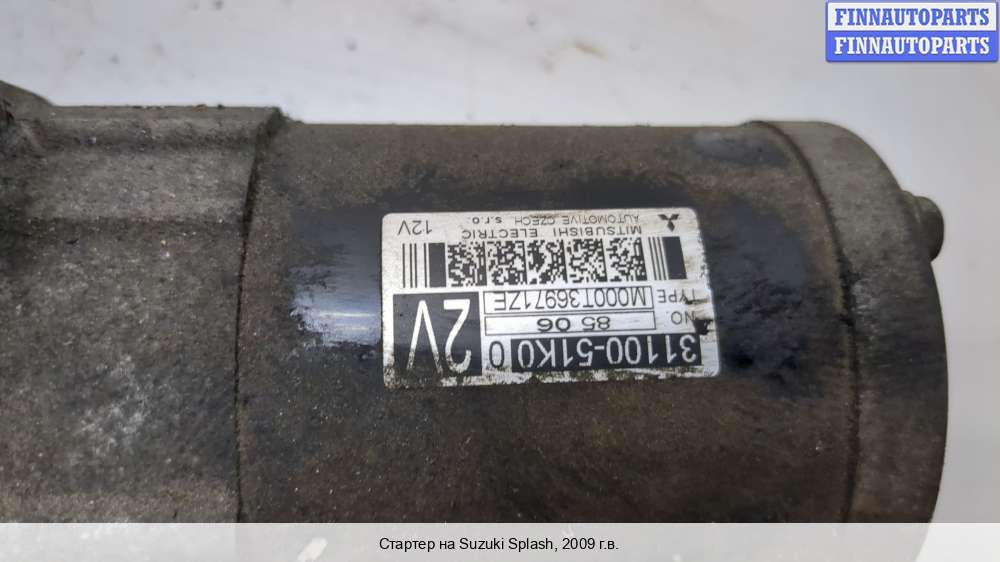 FINNAUTOPARTS
FINNAUTOPARTS
31100-51K0 0
2V
NO. 85 06
TYPE M000T36971ZE
MITSUBISHI ELECTRIC
AUTOMOTIVE CZECH s.r.o.
12V
Стартер на Suzuki Splash, 2009 г.в.